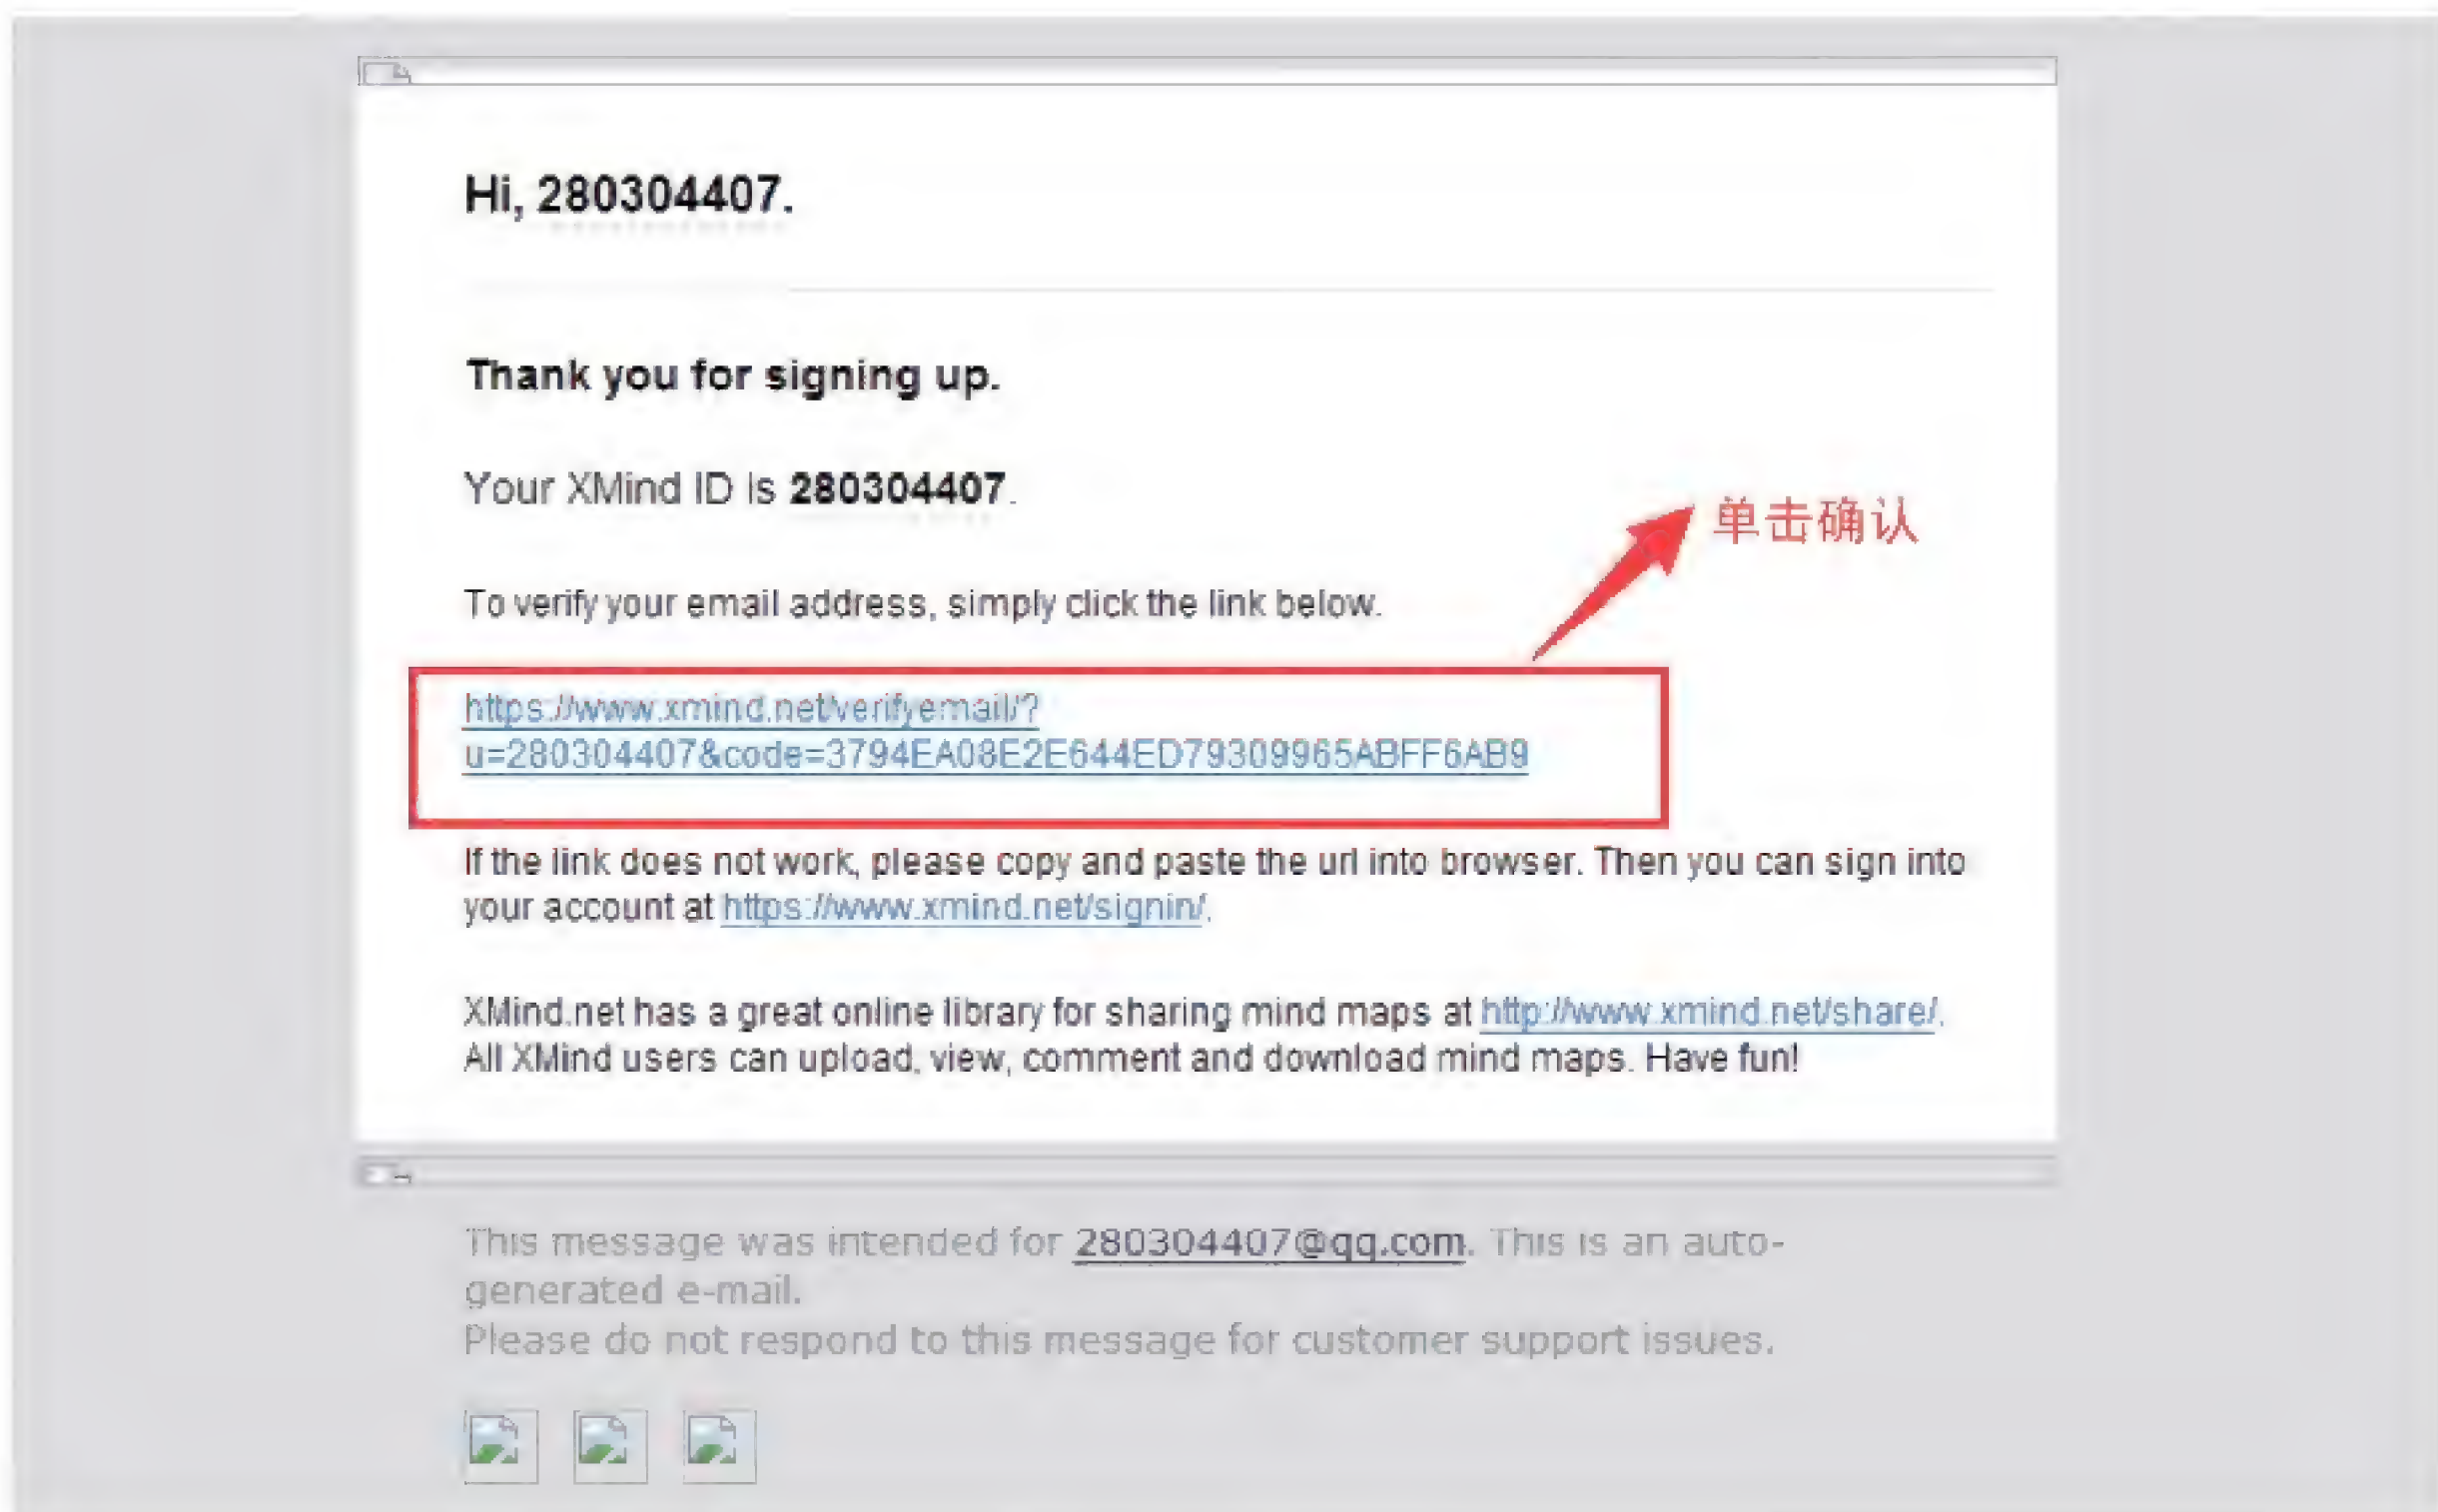 Hi, 280304407.
Thank you for signing up.
Your XMind ID is 280304407.
单击确认
To verify your email address, simply click the link below.
https://www.xmind.net/verifyemail/?
u=280304407&code=3794EA08E2E644ED79309965ABFF6AB9
If the link does not work, please copy and paste the url into browser. Then you can sign into
your account at https://www.xmind.net/signin/.
XMind.net has a great online library for sharing mind maps at http://www.xmind.net/share/.
All XMind users can upload, view, comment and download mind maps. Have fun!
This message was intended for 280304407@qq.com. This is an auto-
generated e-mail.
Please do not respond to this message for customer support issues.